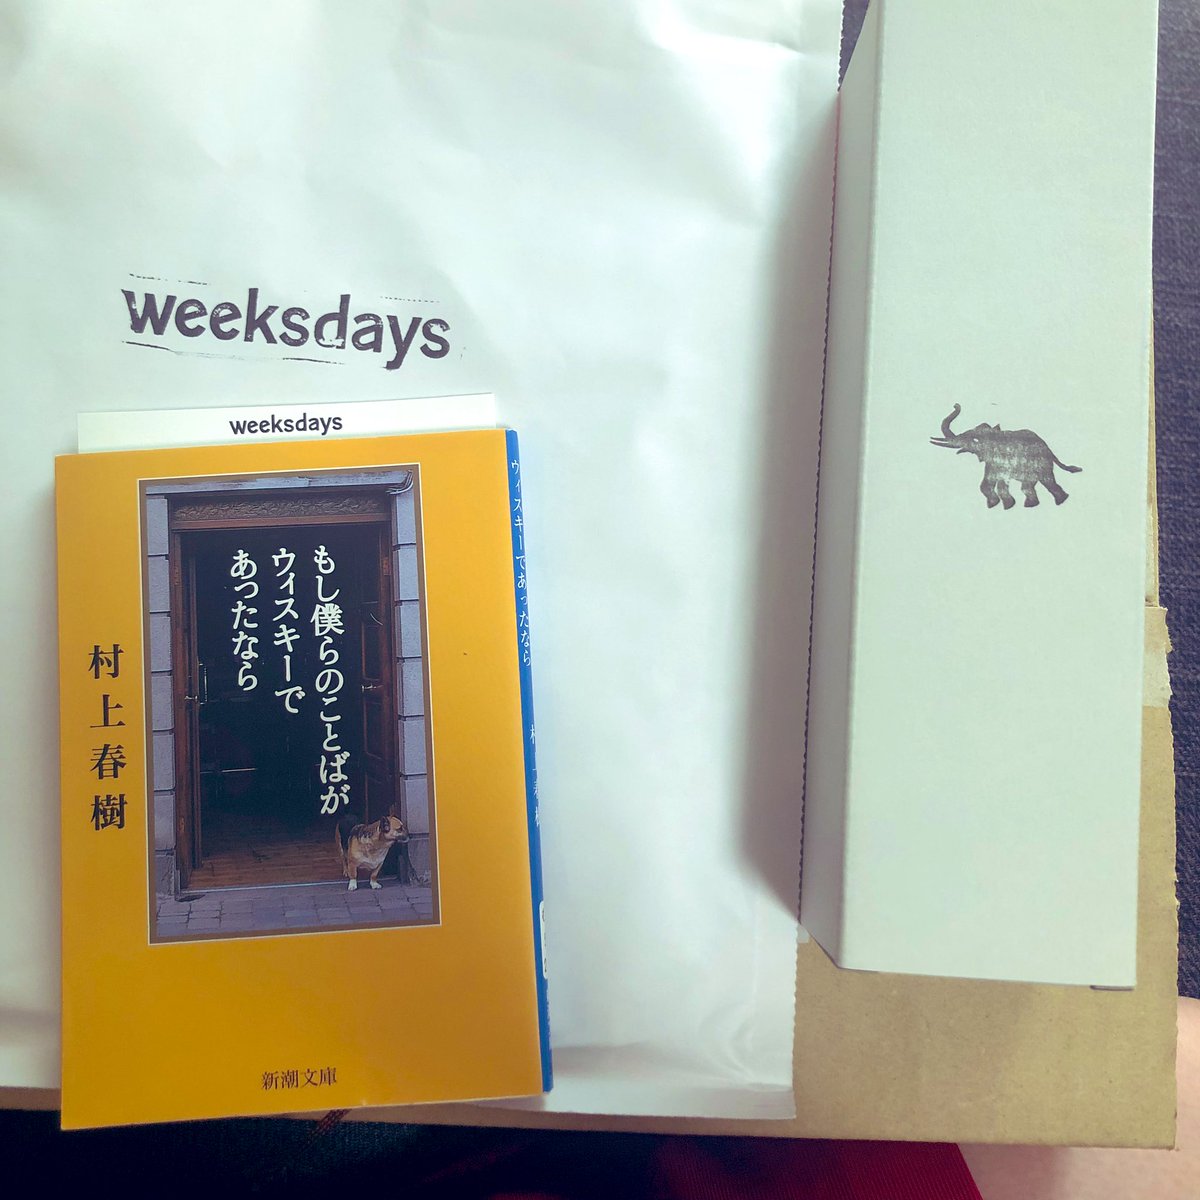 weeksdays
weeksdays
もし僕らのことばが
ウィスキーで
あったなら
村上春樹
新潮文庫
ウィスキーであったなら